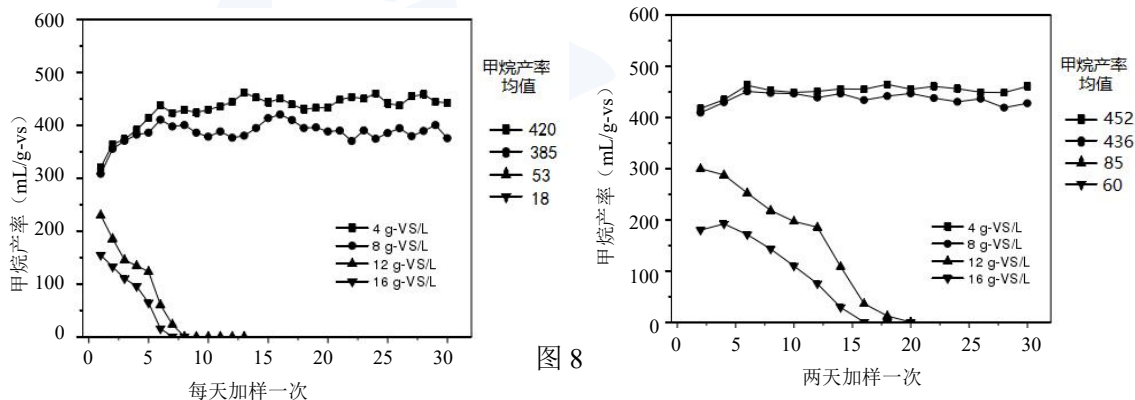 600
500
400
300
200
100
0
甲烷产率（mL/g-vs）
0 5 10 15 20 25 30
每天加样一次
4 g-VS/L
8 g-VS/L
12 g-VS/L
16 g-VS/L
甲烷产率
均值
420
385
53
18
图 8
600
500
400
300
200
100
0
甲烷产率（mL/g-vs）
0 5 10 15 20 25 30
两天加样一次
4 g-VS/L
8 g-VS/L
12 g-VS/L
16 g-VS/L
甲烷产率
均值
452
436
85
60